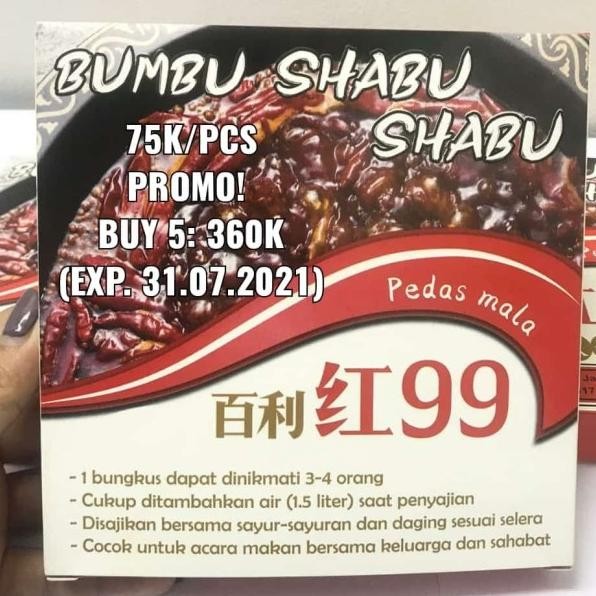 BUMBU SHABU
SHABU
75K/PCS
PROMO!
BUY 5: 360K
(EXP. 31.07.2021)
Pedas mala
百利 红99
- 1 bungkus dapat dinikmati 3-4 orang
- Cukup ditambahkan air (1.5 liter) saat penyajian
- Disajikan bersama sayur-sayuran dan daging sesuai selera
- Cocok untuk acara makan bersama keluarga dan sahabat